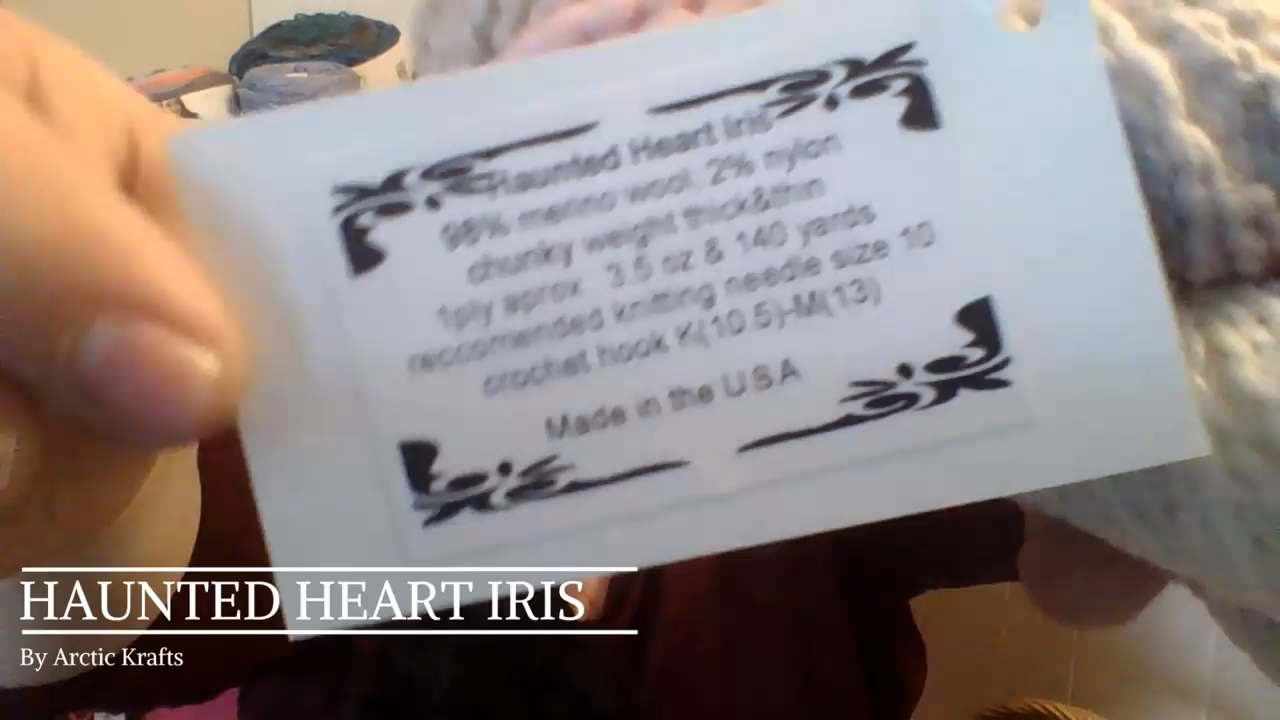 Haunted Heart Iris
98% merino wool, 2% nylon
chunky weight thick&thin
1ply aprox 3.5 oz & 140 yards
reccomended knitting needle size 10
crochet hook K(10.5)-M(13)
Made in the USA
HAUNTED HEART IRIS
By Arctic Krafts